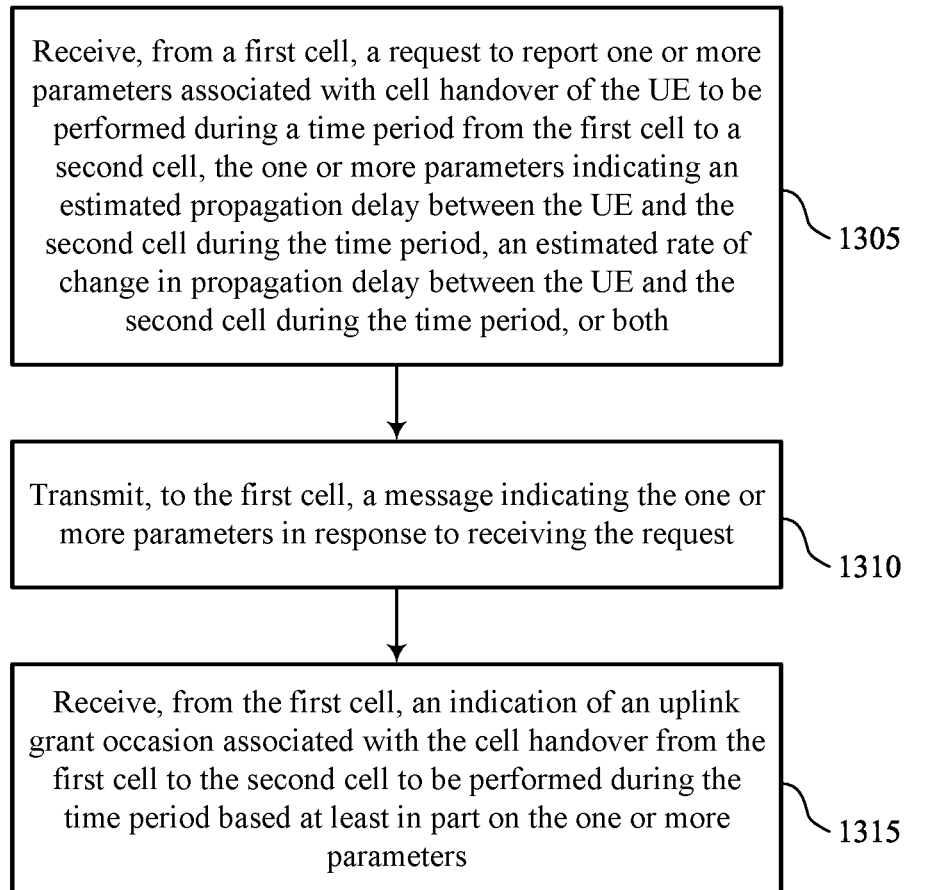 Receive, from a first cell, a request to report one or more
parameters associated with cell handover of the UE to be
performed during a time period from the first cell to a
second cell, the one or more parameters indicating an
estimated propagation delay between the UE and the
second cell during the time period, an estimated rate of
change in propagation delay between the UE and the
second cell during the time period, or both
1305
Transmit, to the first cell, a message indicating the one or
more parameters in response to receiving the request
1310
Receive, from the first cell, an indication of an uplink
grant occasion associated with the cell handover from the
first cell to the second cell to be performed during the
time period based at least in part on the one or more
parameters
1315